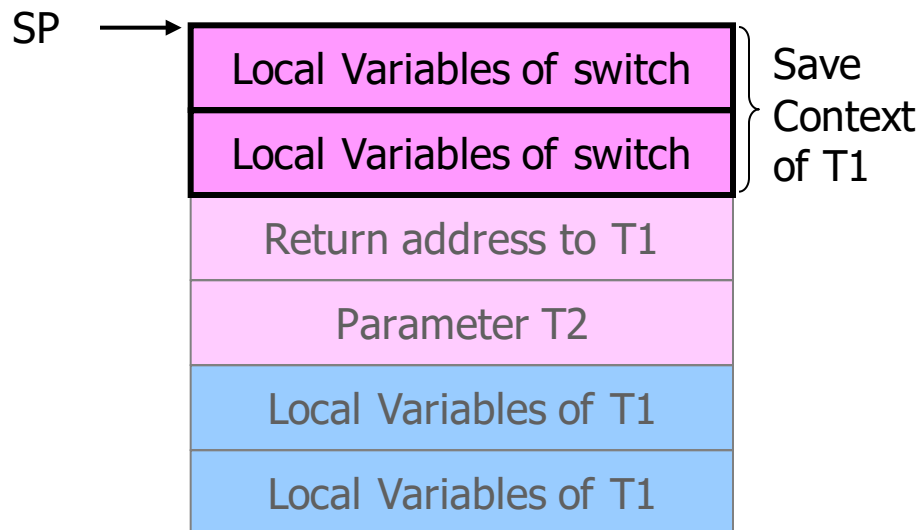 SP
Local Variables of switch
Local Variables of switch
Save
Context
of T1
Return address to T1
Parameter T2
Local Variables of T1
Local Variables of T1